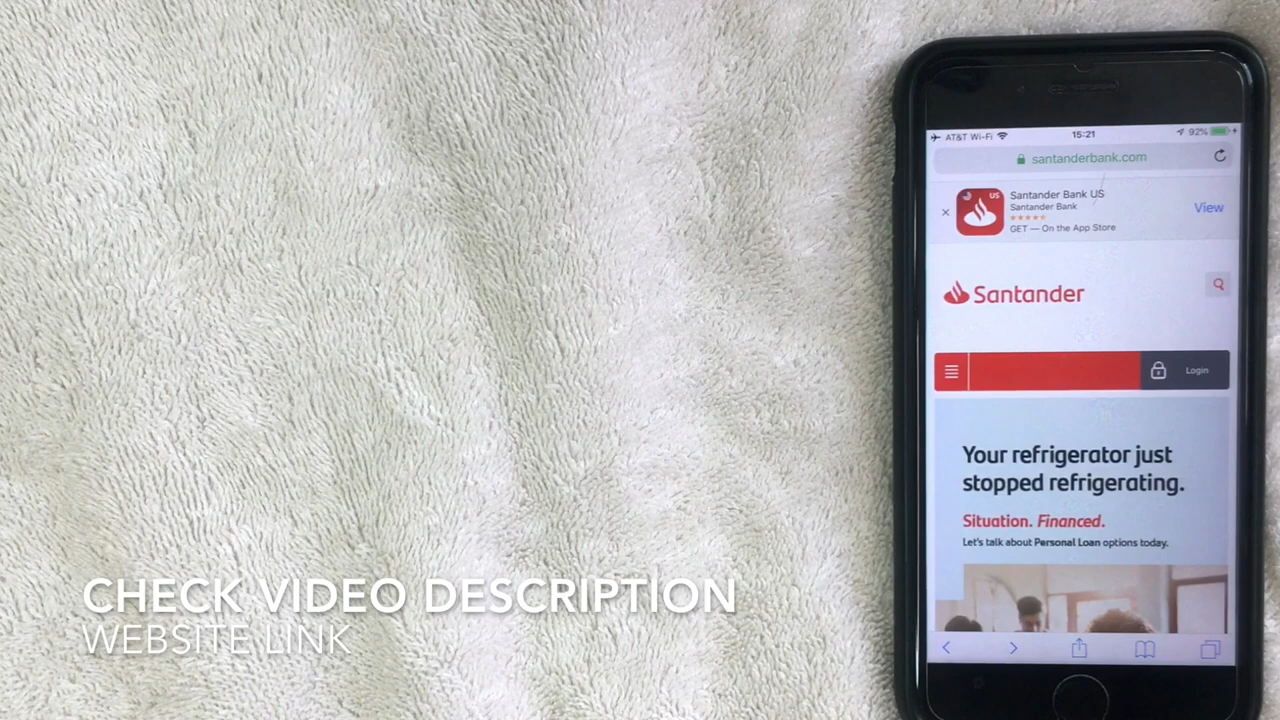 AT&T Wi-Fi 15:21 92%
santanderbank.com
US
Santander Bank US
Santander Bank
GET — On the App Store
View
Santander
Login
Your refrigerator just
stopped refrigerating.
Situation. Financed.
Let's talk about Personal Loan options today.
CHECK VIDEO DESCRIPTION
WEBSITE LINK